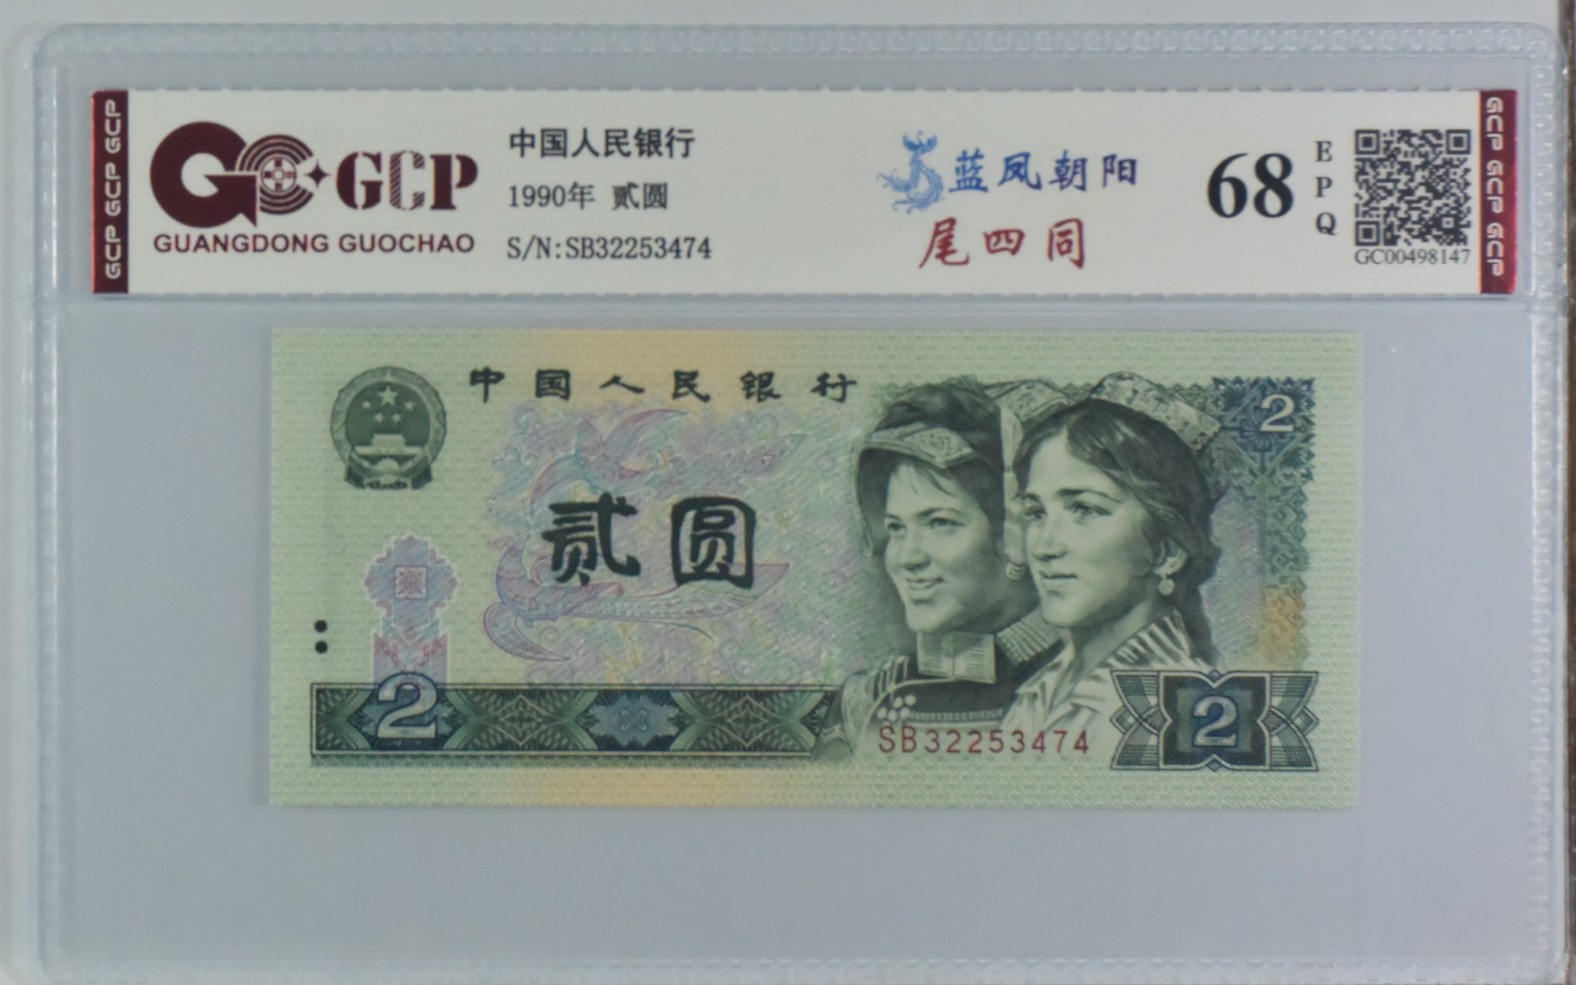 GCP GCP GCP
GCP
GUANGDONG GUOCHAO
中国人民银行
1990年 贰圆
S/N:SB32253474
蓝凤朝阳
尾四同
68
EPQ
GC00498147
GCP GCP GCP
中国人民银行
2
贰圆
2
SB32253474
2